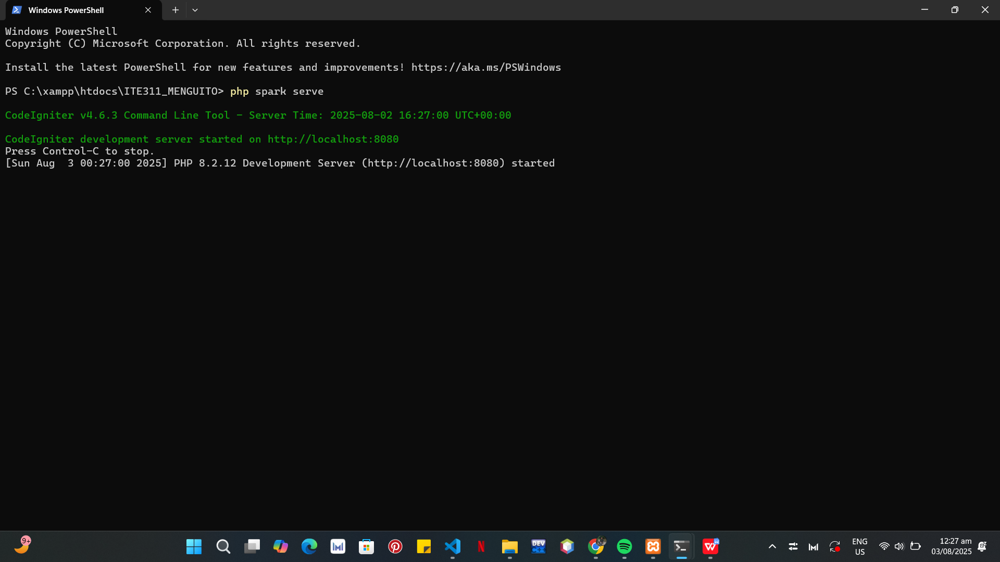 Windows PowerShell
Windows PowerShell
Copyright (C) Microsoft Corporation. All rights reserved.
Install the latest PowerShell for new features and improvements! https://aka.ms/PSWindows
PS C:\xampp\htdocs\ITE311_MENGUITO> php spark serve
CodeIgniter v4.6.3 Command Line Tool - Server Time: 2025-08-02 16:27:00 UTC+00:00
CodeIgniter development server started on http://localhost:8080
Press Control-C to stop.
[Sun Aug  3 00:27:00 2025] PHP 8.2.12 Development Server (http://localhost:8080) started
9+
DEV
C++
N
W
ENG
US
12:27 am
03/08/2025